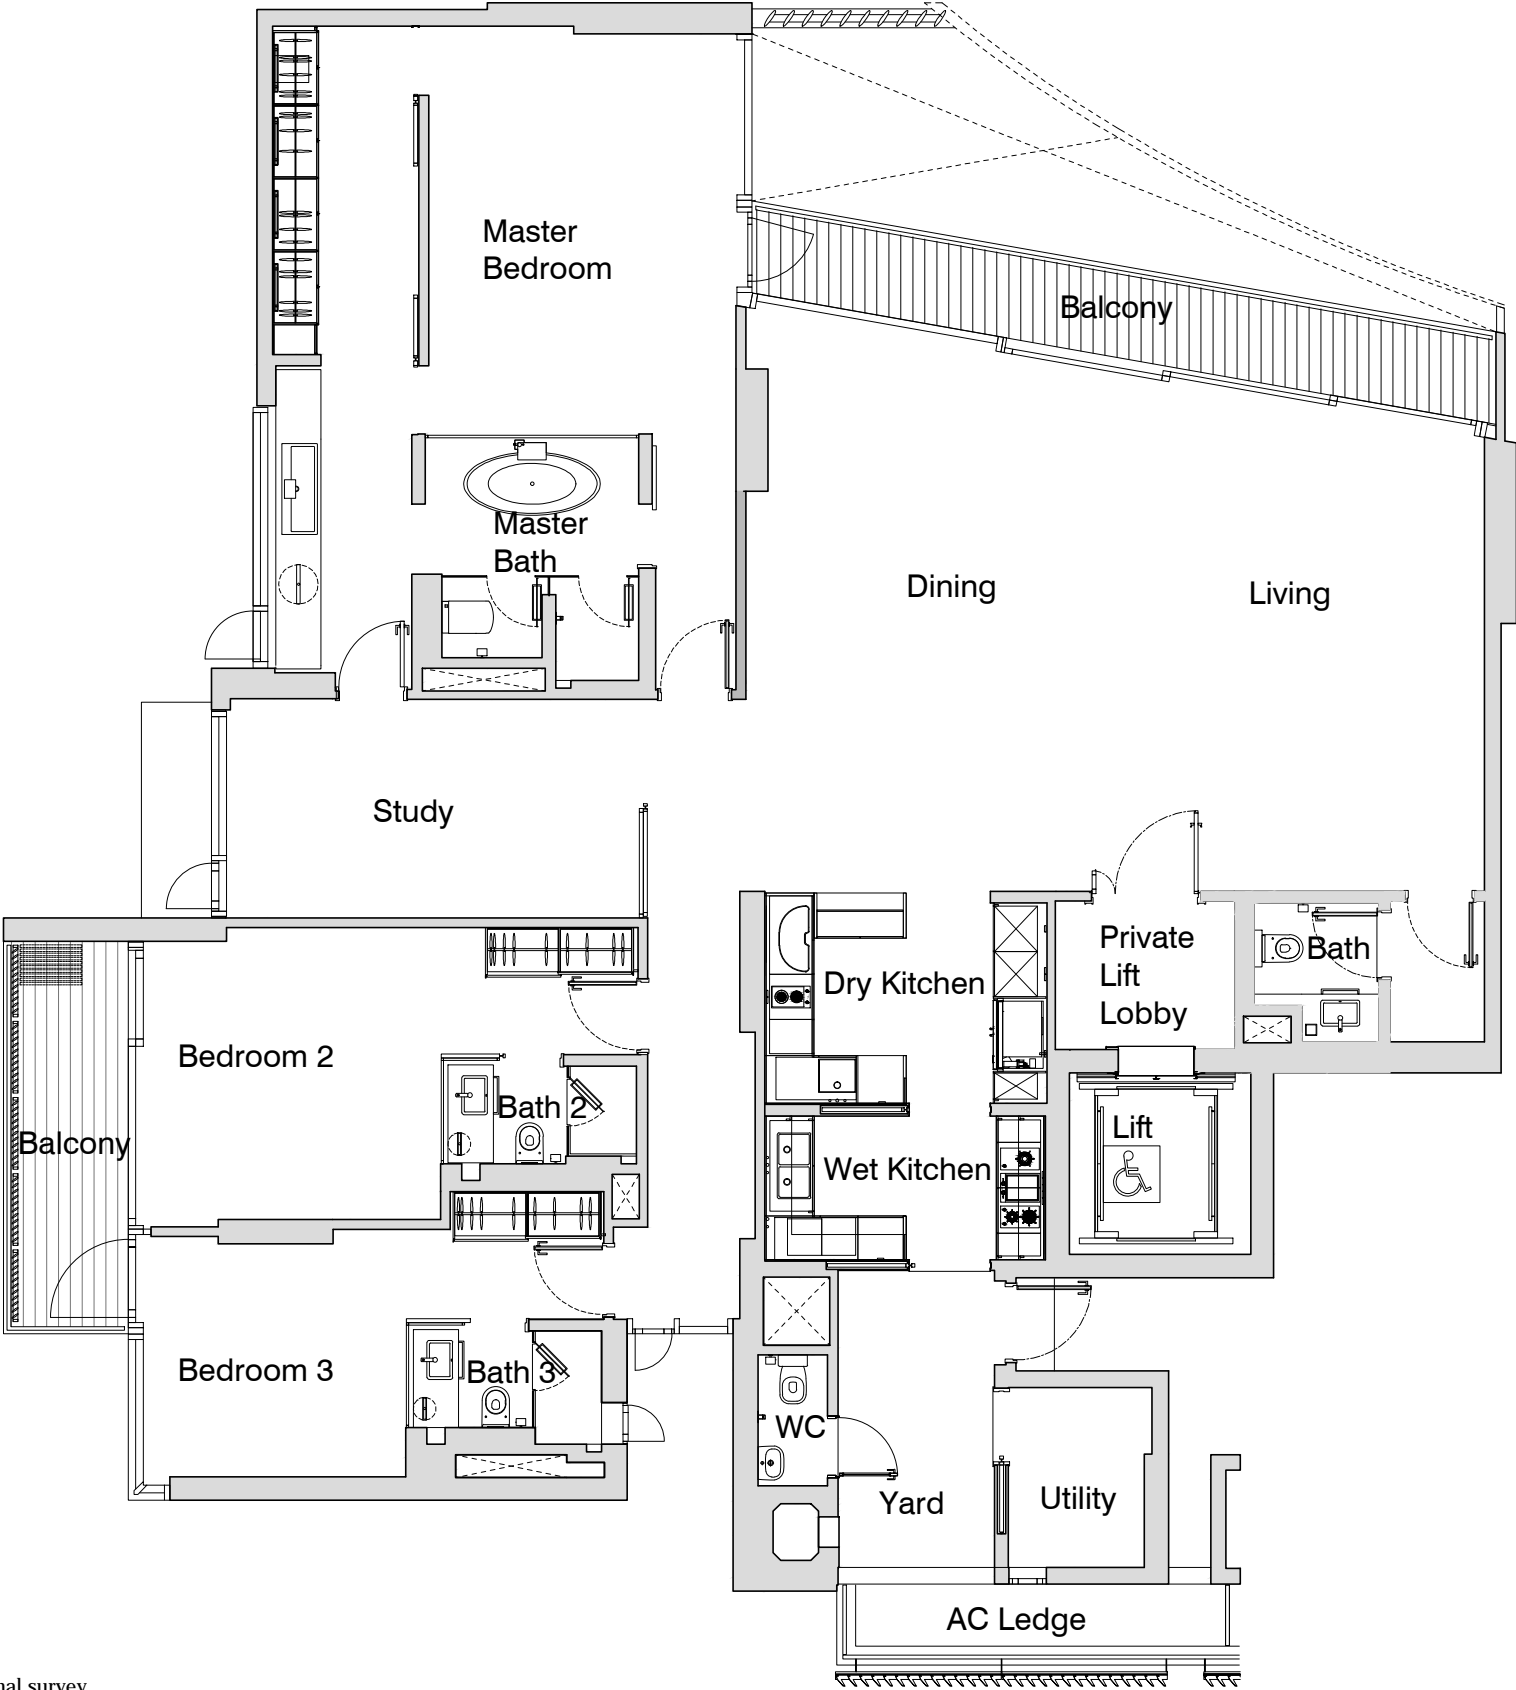 Master
Bedroom
Balcony
Master
Bath
Dining
Living
Study
Private
Lift
Lobby
Bath
Dry Kitchen
Bedroom 2
Bath 2
Balcony
Lift
Wet Kitchen
Bedroom 3
Bath 3
WC
Yard
Utility
AC Ledge
survey